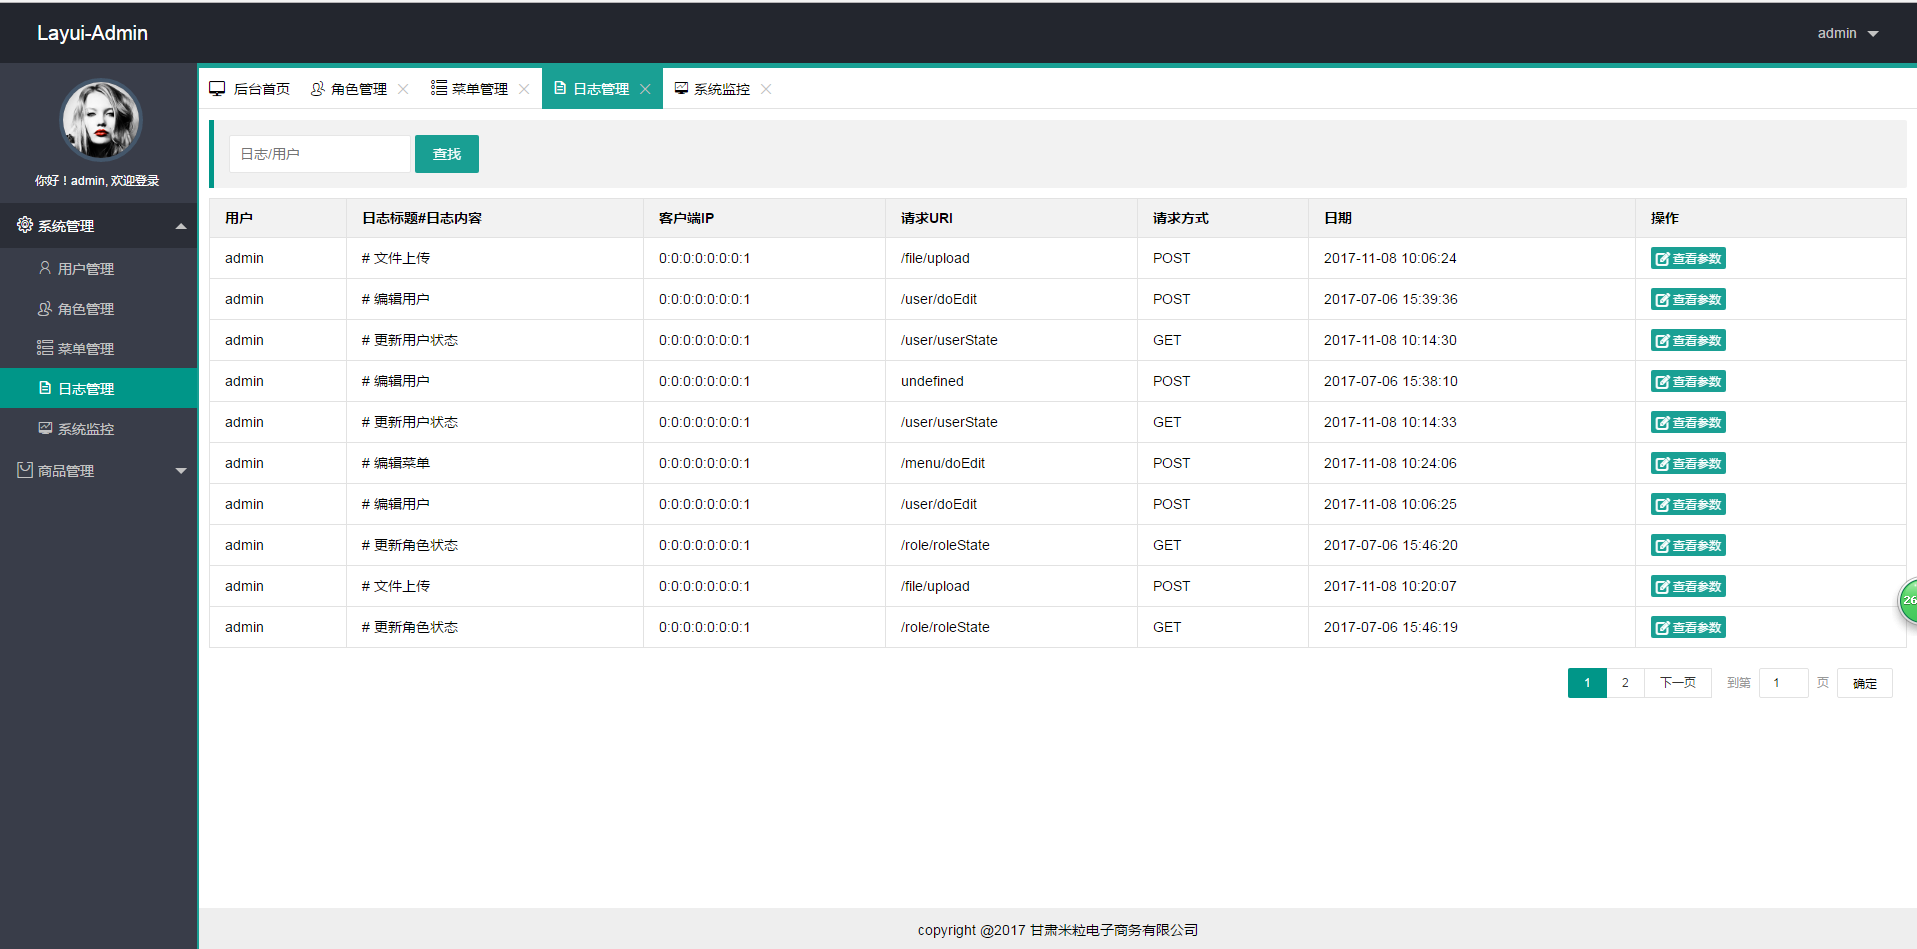 Layui-Admin
admin
你好！admin, 欢迎登录
系统管理
用户管理
角色管理
菜单管理
日志管理
系统监控
商品管理
后台首页 角色管理 菜单管理 日志管理 系统监控
日志/用户 查找
用户 日志标题#日志内容 客户端IP 请求URI 请求方式 日期 操作
admin # 文件上传 0:0:0:0:0:0:0:1 /file/upload POST 2017-11-08 10:06:24 查看参数
admin # 编辑用户 0:0:0:0:0:0:0:1 /user/doEdit POST 2017-07-06 15:39:36 查看参数
admin # 更新用户状态 0:0:0:0:0:0:0:1 /user/userState GET 2017-11-08 10:14:30 查看参数
admin # 编辑用户 0:0:0:0:0:0:0:1 undefined POST 2017-07-06 15:38:10 查看参数
admin # 更新用户状态 0:0:0:0:0:0:0:1 /user/userState GET 2017-11-08 10:14:33 查看参数
admin # 编辑菜单 0:0:0:0:0:0:0:1 /menu/doEdit POST 2017-11-08 10:24:06 查看参数
admin # 编辑用户 0:0:0:0:0:0:0:1 /user/doEdit POST 2017-11-08 10:06:25 查看参数
admin # 更新角色状态 0:0:0:0:0:0:0:1 /role/roleState GET 2017-07-06 15:46:20 查看参数
admin # 文件上传 0:0:0:0:0:0:0:1 /file/upload POST 2017-11-08 10:20:07 查看参数
admin # 更新角色状态 0:0:0:0:0:0:0:1 /role/roleState GET 2017-07-06 15:46:19 查看参数
26
1 2 下一页 到第 1 页 确定
copyright @2017 甘肃米粒电子商务有限公司